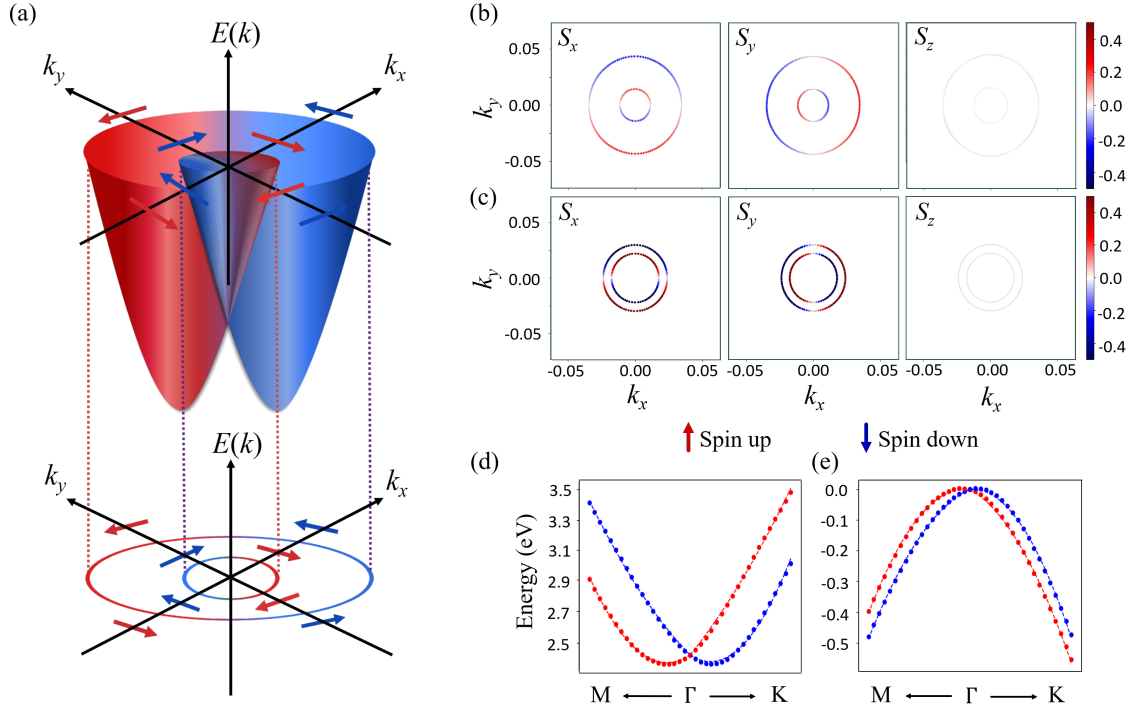 (a)
E(k)
k_y
k_x
E(k)
k_y
k_x
(b)
S_x
S_y
S_z
0.05
0.00
-0.05
k_y
0.4
0.2
0.0
-0.2
-0.4
(c)
S_x
S_y
S_z
0.05
0.00
-0.05
k_y
0.4
0.2
0.0
-0.2
-0.4
-0.05 0.00 0.05
-0.05 0.00 0.05
-0.05 0.00 0.05
k_x
k_x
k_x
Spin up
Spin down
(d)
3.5
3.3
3.1
2.9
2.7
2.5
Energy (eV)
M Γ K
(e)
0.0
-0.1
-0.2
-0.3
-0.4
-0.5
M Γ K